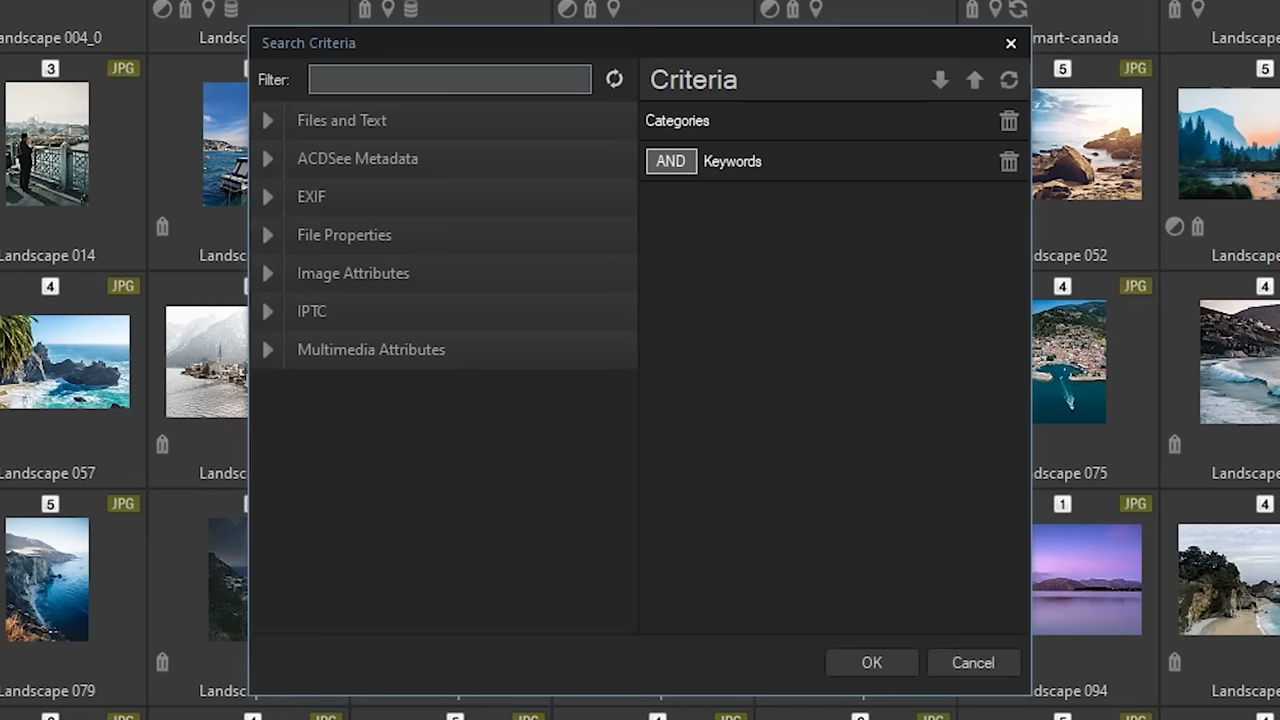 andscape 004_0
Landsc
mart-canada
Landscape
Search Criteria
Filter:
Criteria
Files and Text
ACDSee Metadata
EXIF
File Properties
Image Attributes
IPTC
Multimedia Attributes
Categories
AND Keywords
OK
Cancel
3 JPG
5 JPG
5
Landscape 014
Landsc
dscape 052
Landscape
4 JPG
4 JPG
4
Landscape 057
Landsc
dscape 075
Landscape
5 JPG
1 JPG
4
Landscape 079
Landsc
dscape 094
Landscape